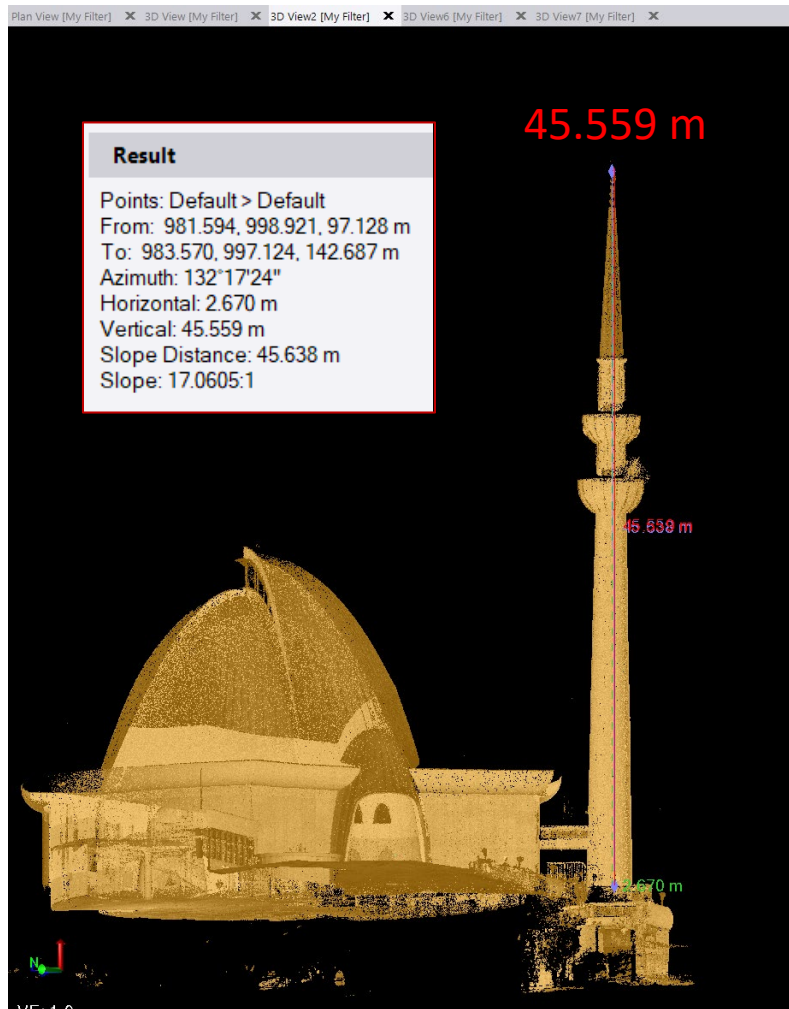 Plan View [My Filter] ✕ 3D View [My Filter] ✕ 3D View2 [My Filter] ✕ 3D View6 [My Filter] ✕ 3D View7 [My Filter] ✕
45.559 m
Result
Points: Default > Default
From: 981.594, 998.921, 97.128 m
To: 983.570, 997.124, 142.687 m
Azimuth: 132°17'24"
Horizontal: 2.670 m
Vertical: 45.559 m
Slope Distance: 45.638 m
Slope: 17.0605:1
2.670 m
N